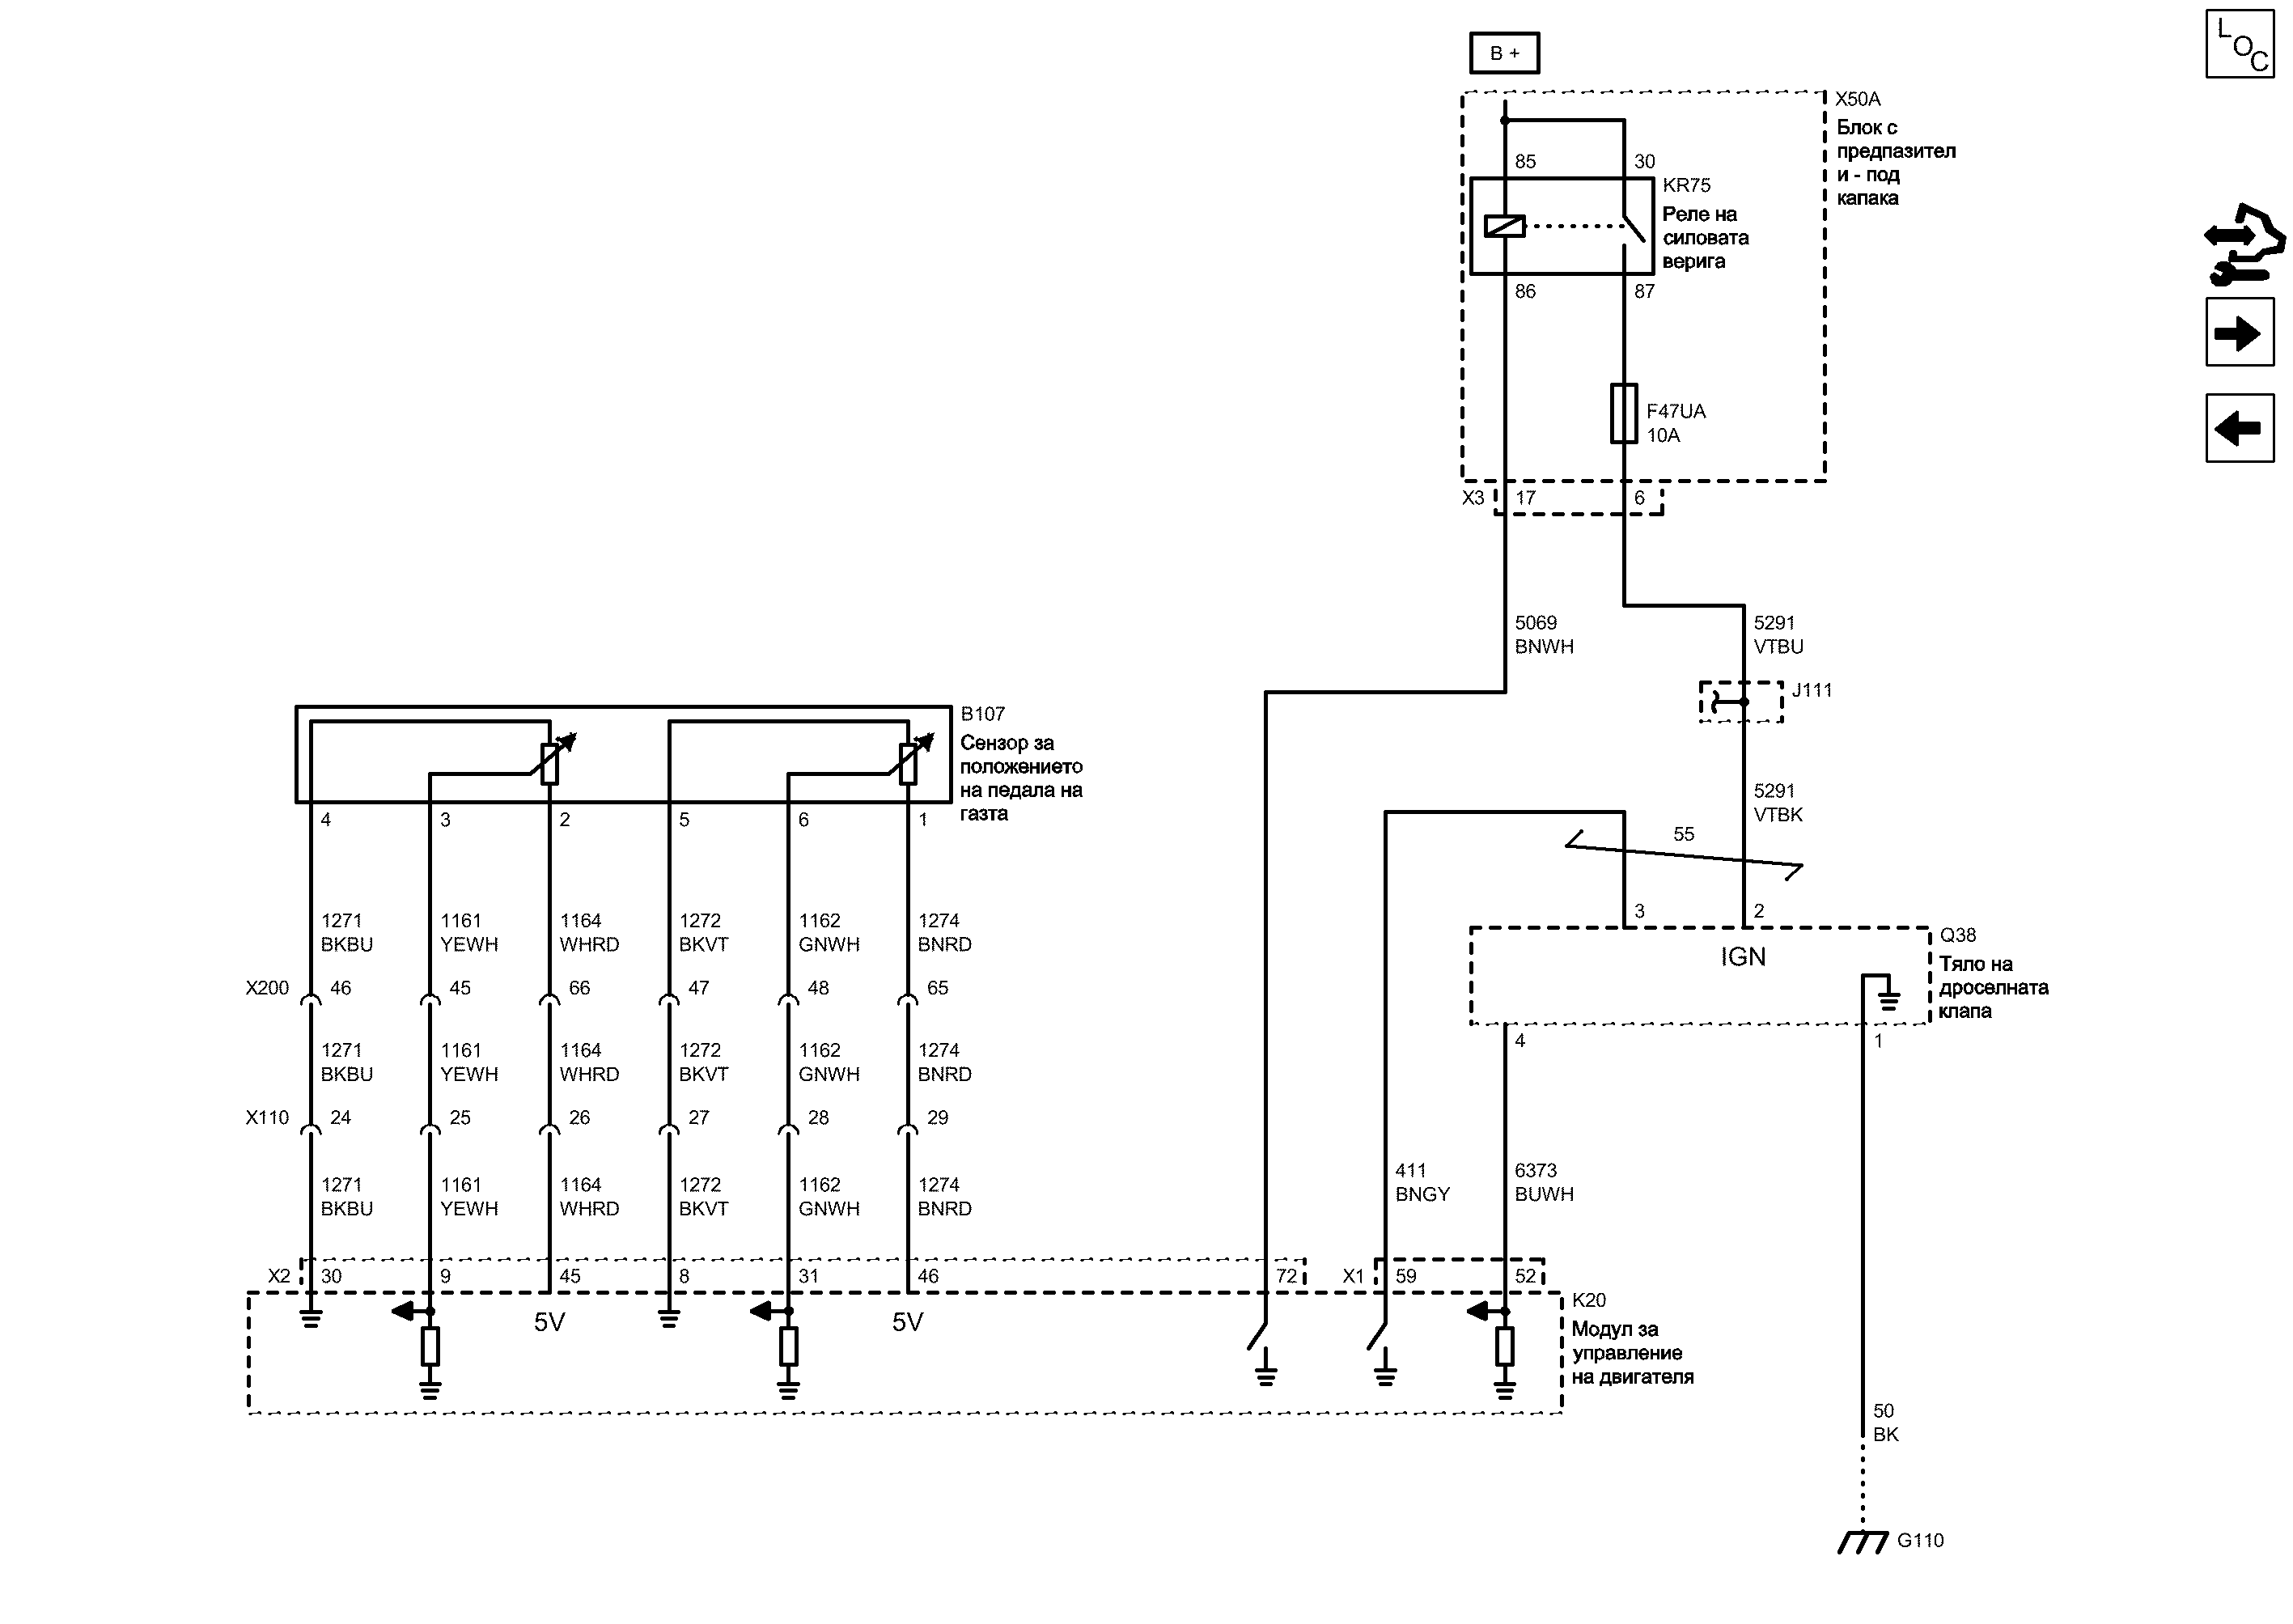 LOC
B +
X50A
Блок с
предпазител
и - под
капака
85
30
KR75
Реле на
силовата
верига
86
87
F47UA
10A
X3
17
6
5069
BNWH
5291
VTBU
J111
B107
Сензор за
положението
на педала на
газта
4
3
2
5
6
1
5291
VTBK
55
3
2
1271
BKBU
1161
YEWH
1164
WHRD
1272
BKVT
1162
GNWH
1274
BNRD
Q38
Тяло на
дроселната
клапа
IGN
X200
46
45
66
47
48
65
4
1
1271
BKBU
1161
YEWH
1164
WHRD
1272
BKVT
1162
GNWH
1274
BNRD
X110
24
25
26
27
28
29
1271
BKBU
1161
YEWH
1164
WHRD
1272
BKVT
1162
GNWH
1274
BNRD
411
BNGY
6373
BUWH
X2
30
9
45
8
31
46
72
X1
59
52
5V
5V
K20
Модул за
управление
на двигателя
50
BK
G110